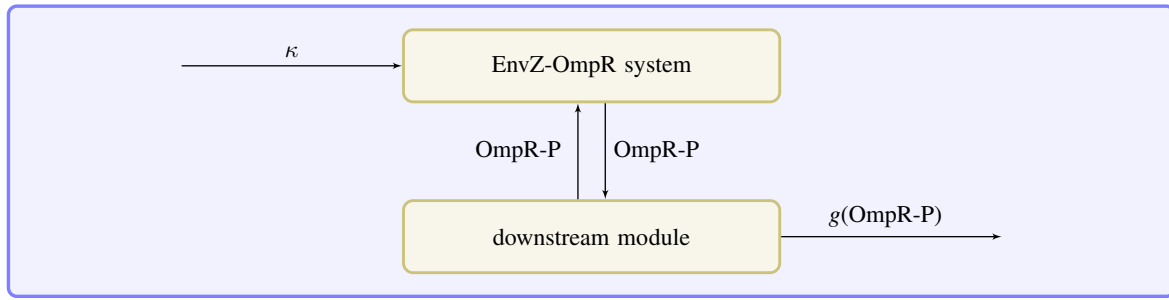 κ
EnvZ-OmpR system
OmpR-P
OmpR-P
downstream module
g(OmpR-P)